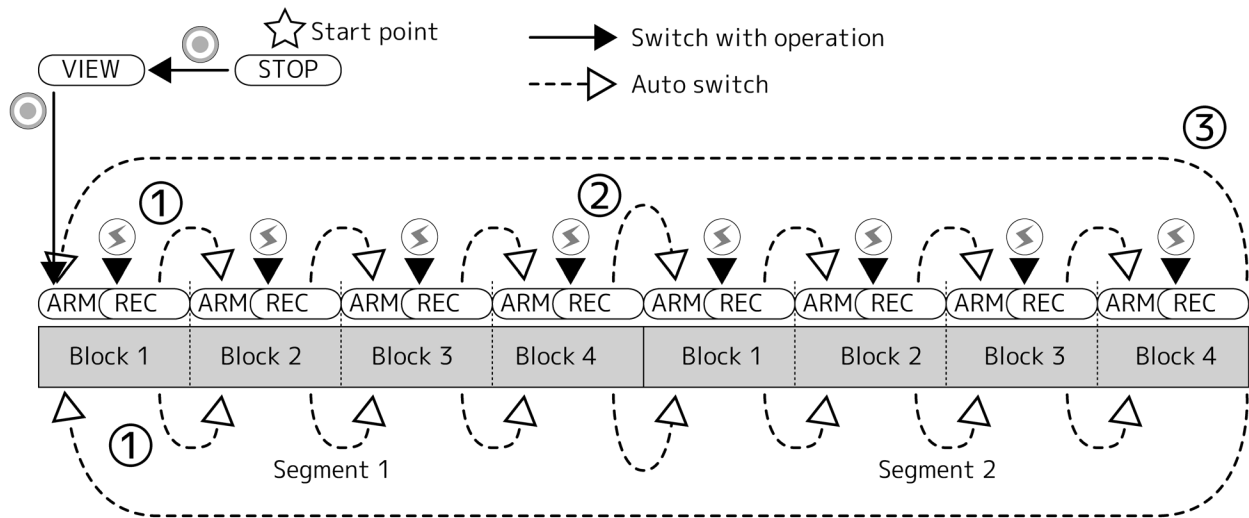 Start point
Switch with operation
VIEW
STOP
Auto switch
③
① ②
ARM REC ARM REC ARM REC ARM REC ARM REC ARM REC ARM REC ARM REC
Block 1 Block 2 Block 3 Block 4 Block 1 Block 2 Block 3 Block 4
①
Segment 1 Segment 2